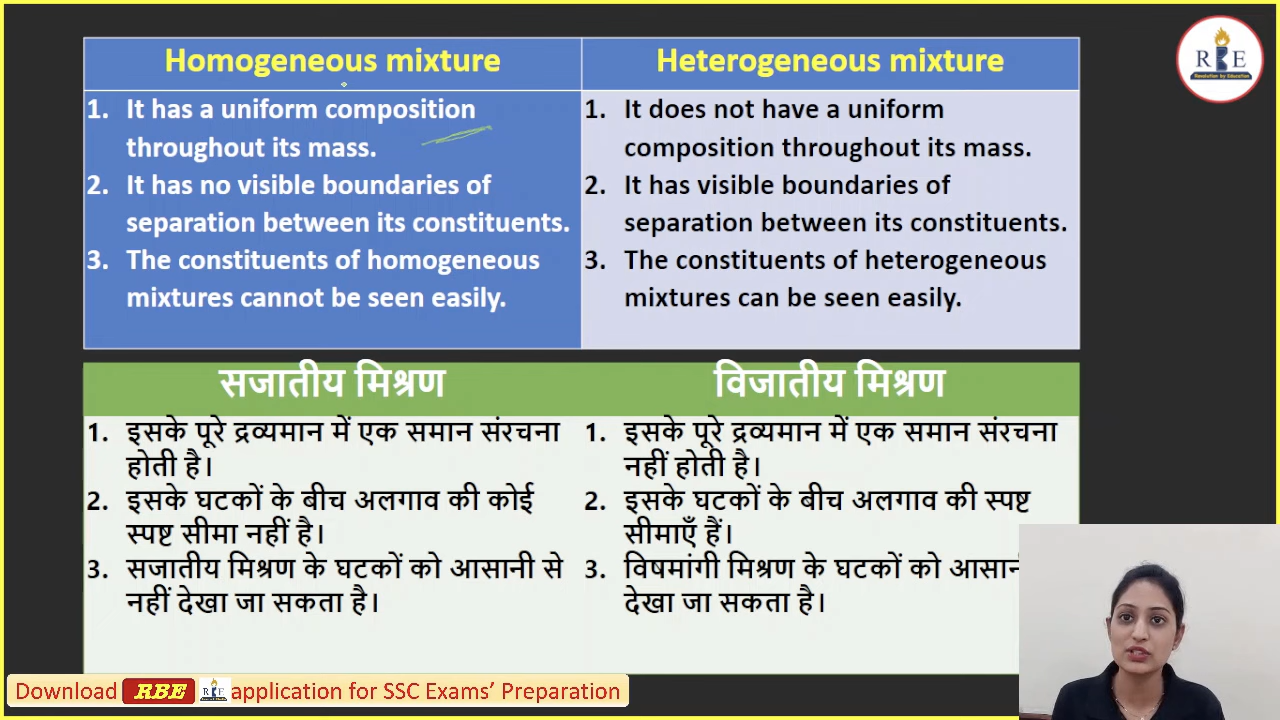 Homogeneous mixture
Heterogeneous mixture
1. It has a uniform composition
throughout its mass.
2. It has no visible boundaries of
separation between its constituents.
3. The constituents of homogeneous
mixtures cannot be seen easily.
1. It does not have a uniform
composition throughout its mass.
2. It has visible boundaries of
separation between its constituents.
3. The constituents of heterogeneous
mixtures can be seen easily.
सजातीय मिश्रण
विजातीय मिश्रण
1. इसके पूरे द्रव्यमान में एक समान संरचना
होती है।
2. इसके घटकों के बीच अलगाव की कोई
स्पष्ट सीमा नहीं है।
3. सजातीय मिश्रण के घटकों को आसानी से
नहीं देखा जा सकता है।
1. इसके पूरे द्रव्यमान में एक समान संरचना
नहीं होती है।
2. इसके घटकों के बीच अलगाव की स्पष्ट
सीमाएँ हैं।
3. विषमांगी मिश्रण के घटकों को
देखा जा सकता है।
RBE
Revolution by Education
Download RBE application for SSC Exams' Preparation